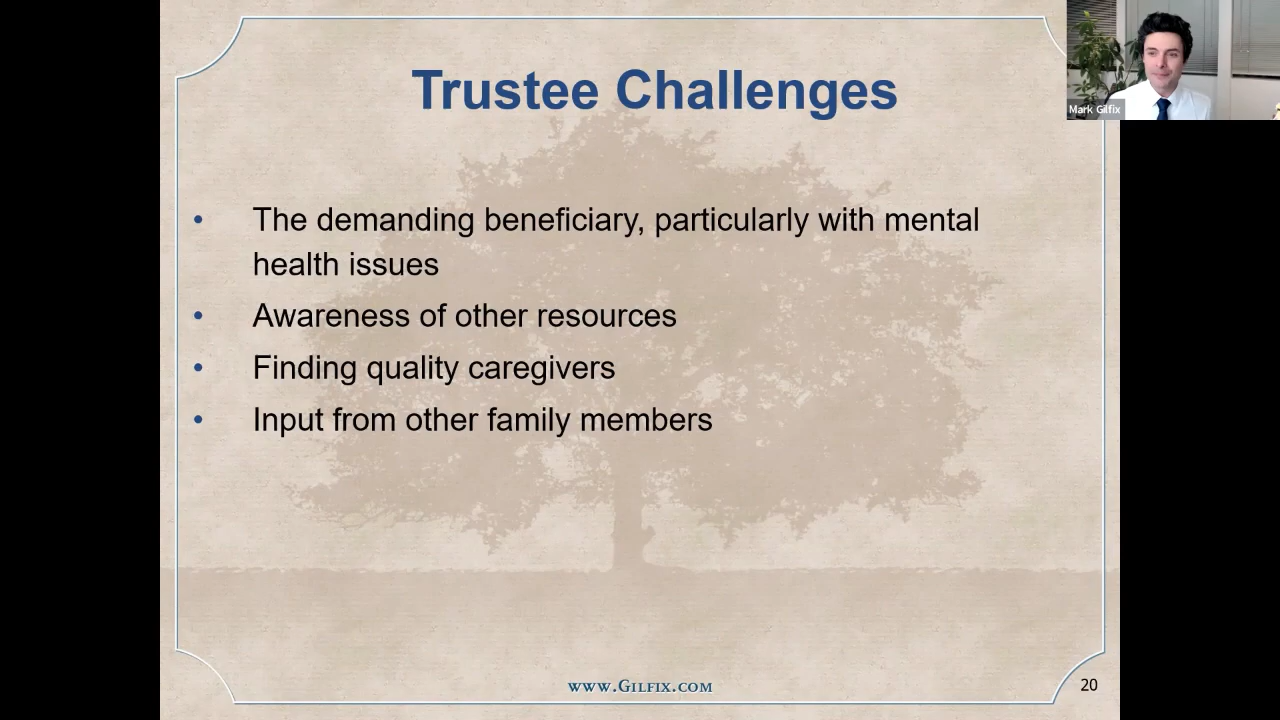 Trustee Challenges
Mark Gilfix
• The demanding beneficiary, particularly with mental
health issues
• Awareness of other resources
• Finding quality caregivers
• Input from other family members
www.Gilfix.com
20